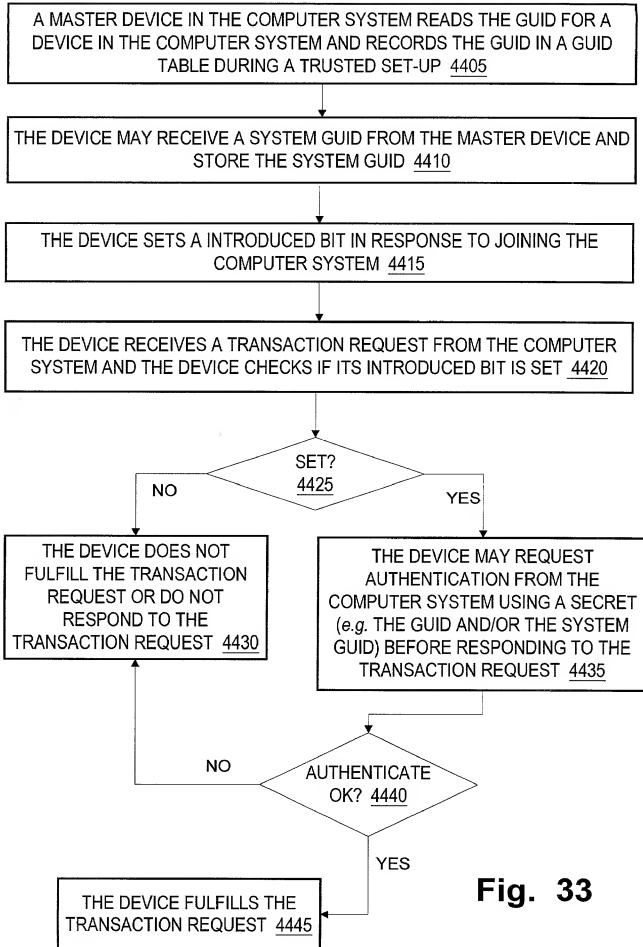 A MASTER DEVICE IN THE COMPUTER SYSTEM READS THE GUID FOR A
DEVICE IN THE COMPUTER SYSTEM AND RECORDS THE GUID IN A GUID
TABLE DURING A TRUSTED SET-UP 4405
THE DEVICE MAY RECEIVE A SYSTEM GUID FROM THE MASTER DEVICE AND
STORE THE SYSTEM GUID 4410
THE DEVICE SETS A INTRODUCED BIT IN RESPONSE TO JOINING THE
COMPUTER SYSTEM 4415
THE DEVICE RECEIVES A TRANSACTION REQUEST FROM THE COMPUTER
SYSTEM AND THE DEVICE CHECKS IF ITS INTRODUCED BIT IS SET 4420
SET?
4425
NO
YES
THE DEVICE DOES NOT
FULFILL THE TRANSACTION
REQUEST OR DO NOT
RESPOND TO THE
TRANSACTION REQUEST 4430
THE DEVICE MAY REQUEST
AUTHENTICATION FROM THE
COMPUTER SYSTEM USING A SECRET
(e.g. THE GUID AND/OR THE SYSTEM
GUID) BEFORE RESPONDING TO THE
TRANSACTION REQUEST 4435
NO
AUTHENTICATE
OK? 4440
YES
THE DEVICE FULFILLS THE
TRANSACTION REQUEST 4445
Fig. 33